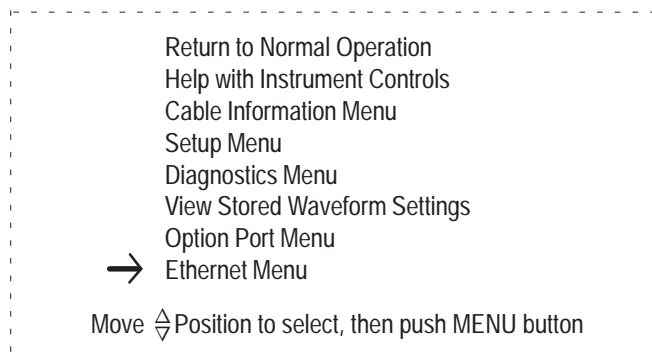 Return to Normal Operation
Help with Instrument Controls
Cable Information Menu
Setup Menu
Diagnostics Menu
View Stored Waveform Settings
Option Port Menu
→ Ethernet Menu
Move △▽ Position to select, then push MENU button